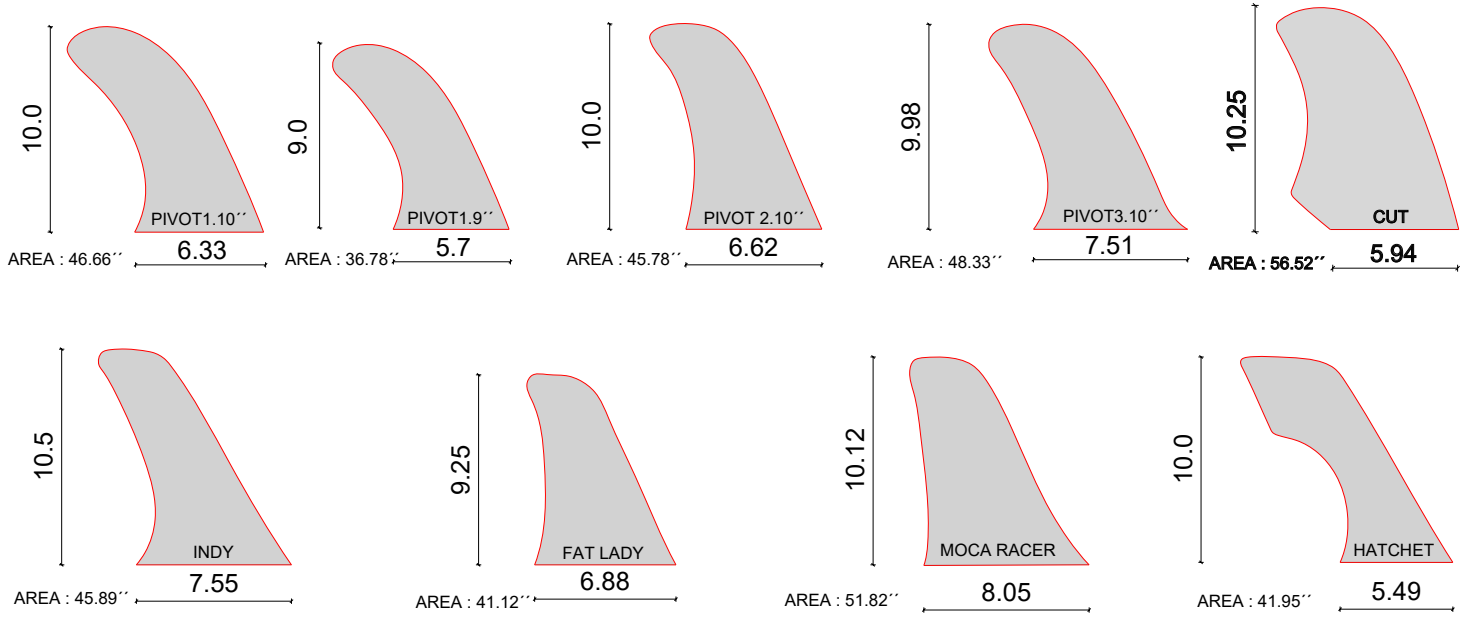 10.0
PIVOT1.10´´
AREA : 46.66´´
6.33
9.0
PIVOT1.9´´
AREA : 36.78´´
5.7
10.0
PIVOT 2.10´´
AREA : 45.78´´
6.62
9.98
PIVOT3.10´´
AREA : 48.33´´
7.51
10.25
CUT
AREA : 56.52´´
5.94
10.5
INDY
AREA : 45.89´´
7.55
9.25
FAT LADY
AREA : 41.12´´
6.88
10.12
MOCA RACER
AREA : 51.82´´
8.05
10.0
HATCHET
AREA : 41.95´´
5.49